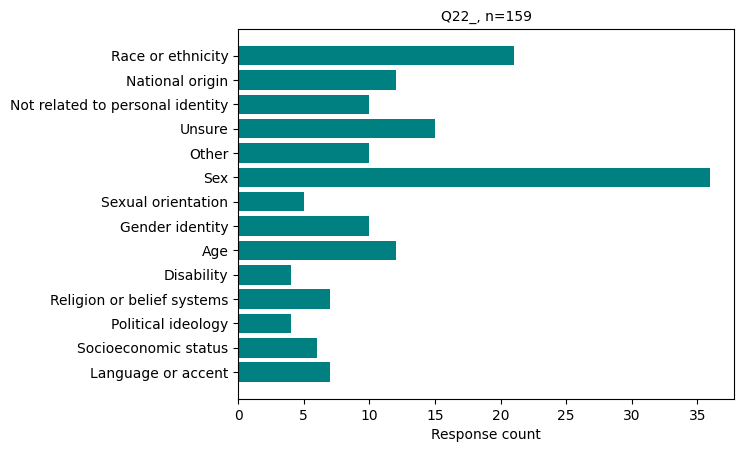 Q22_, n=159
Race or ethnicity
National origin
Not related to personal identity
Unsure
Other
Sex
Sexual orientation
Gender identity
Age
Disability
Religion or belief systems
Political ideology
Socioeconomic status
Language or accent
0 5 10 15 20 25 30 35
Response count